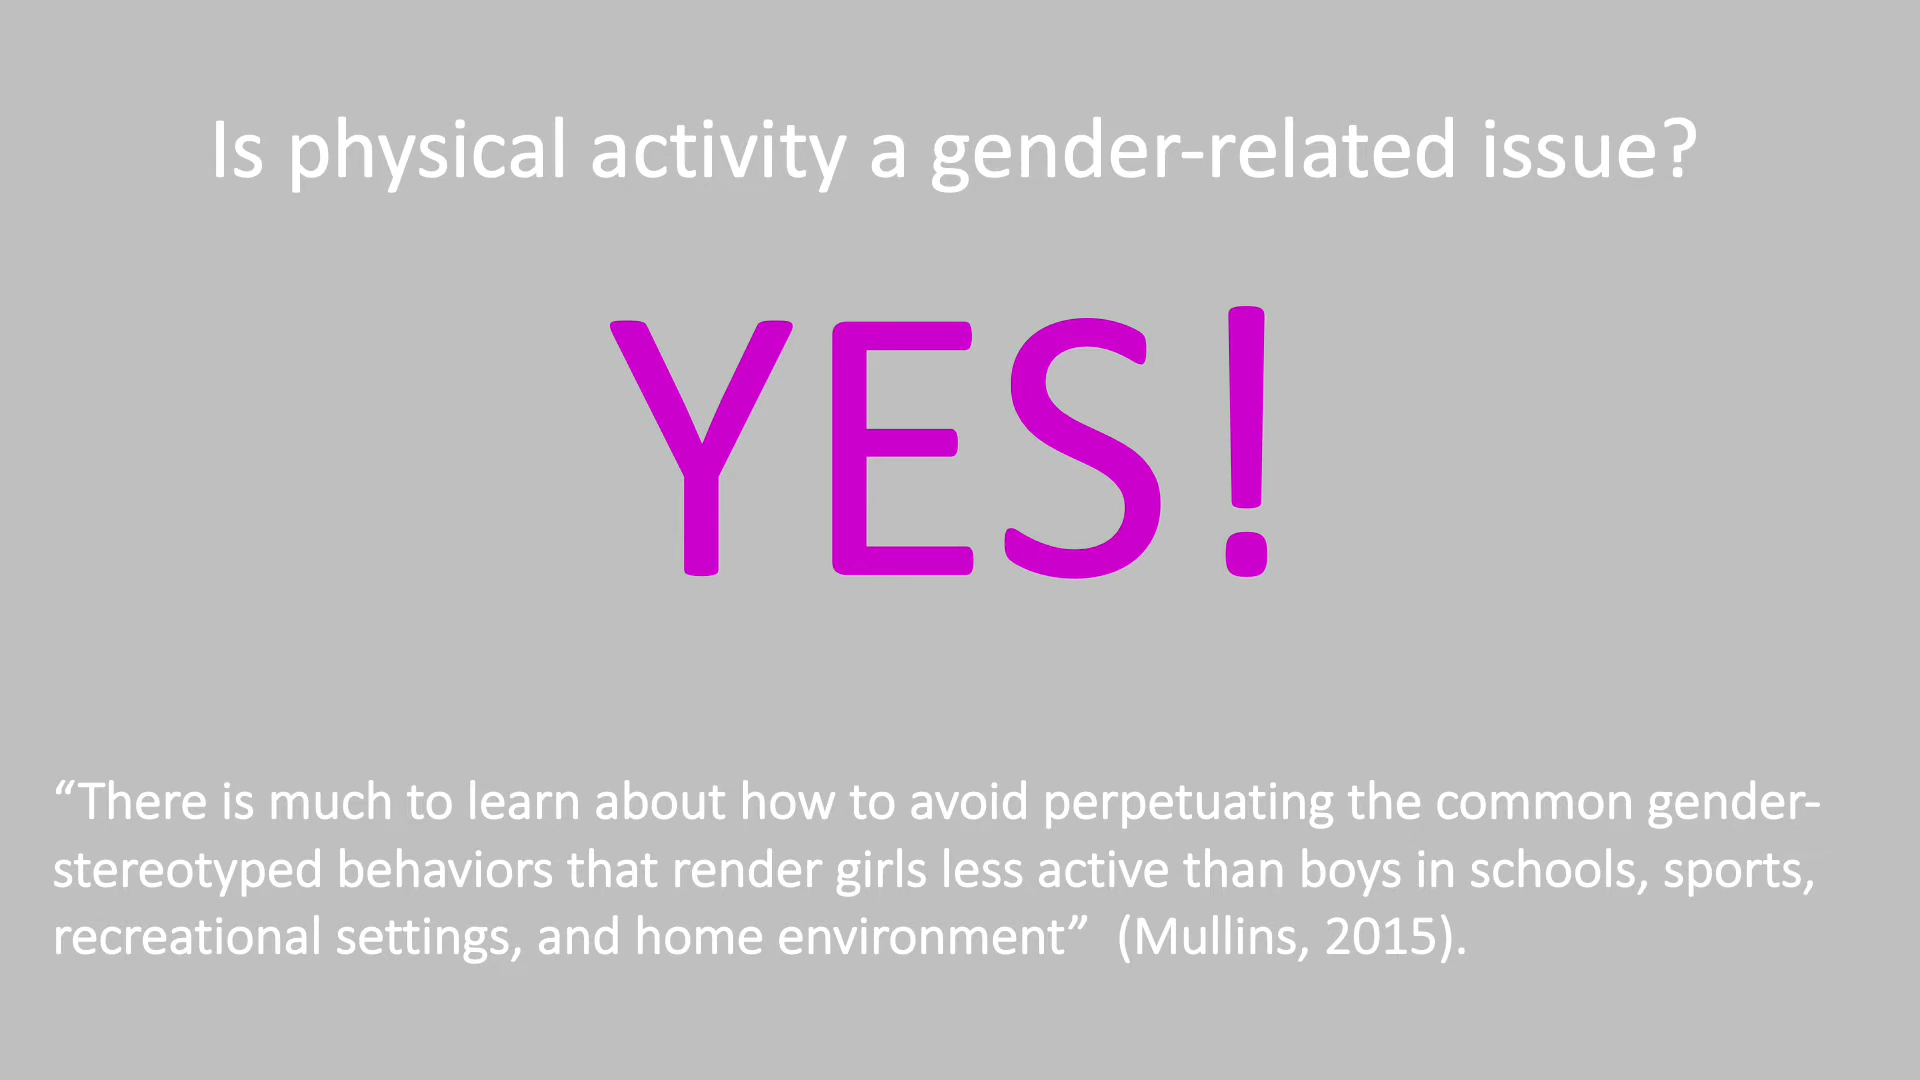 Is physical activity a gender-related issue?
YES!
“There is much to learn about how to avoid perpetuating the common gender-
stereotyped behaviors that render girls less active than boys in schools, sports,
recreational settings, and home environment”  (Mullins, 2015).